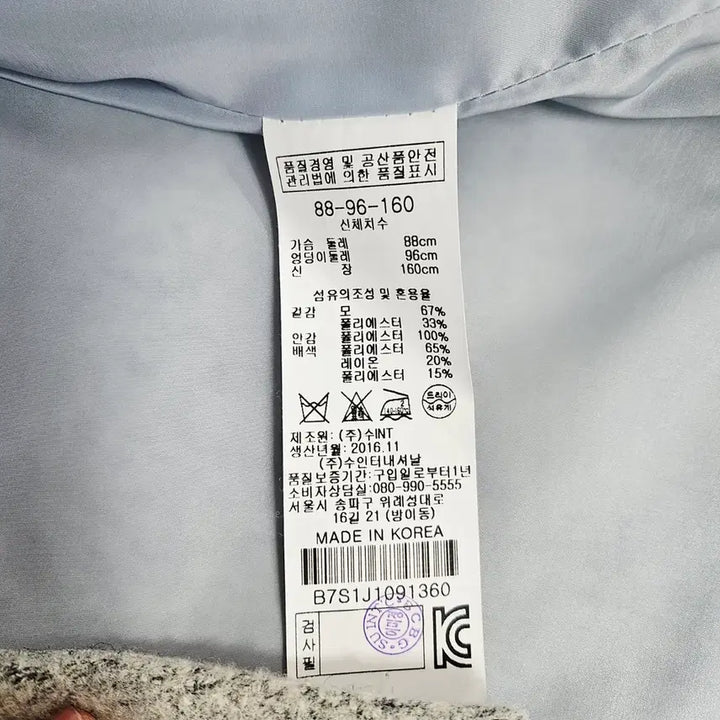 품질경영 및 공산품안전
관리법에 의한 품질표시
88-96-160
신체치수
가슴 둘레 88cm
엉덩이둘레 96cm
신 장 160cm
섬유의조성 및 혼용율
겉감 모 67%
폴리에스터 33%
안감 폴리에스터 100%
배색 폴리에스터 65%
레이온 20%
폴리에스터 15%
드라이
석유계
제조원: (주)수INT
생산년월: 2016.11
(주)수인터내셔날
품질보증기간:구입일로부터1년
소비자상담실:080-990-5555
서울시 송파구 위례성대로
16길 21 (방이동)
MADE IN KOREA
B7S1J1091360
검사필